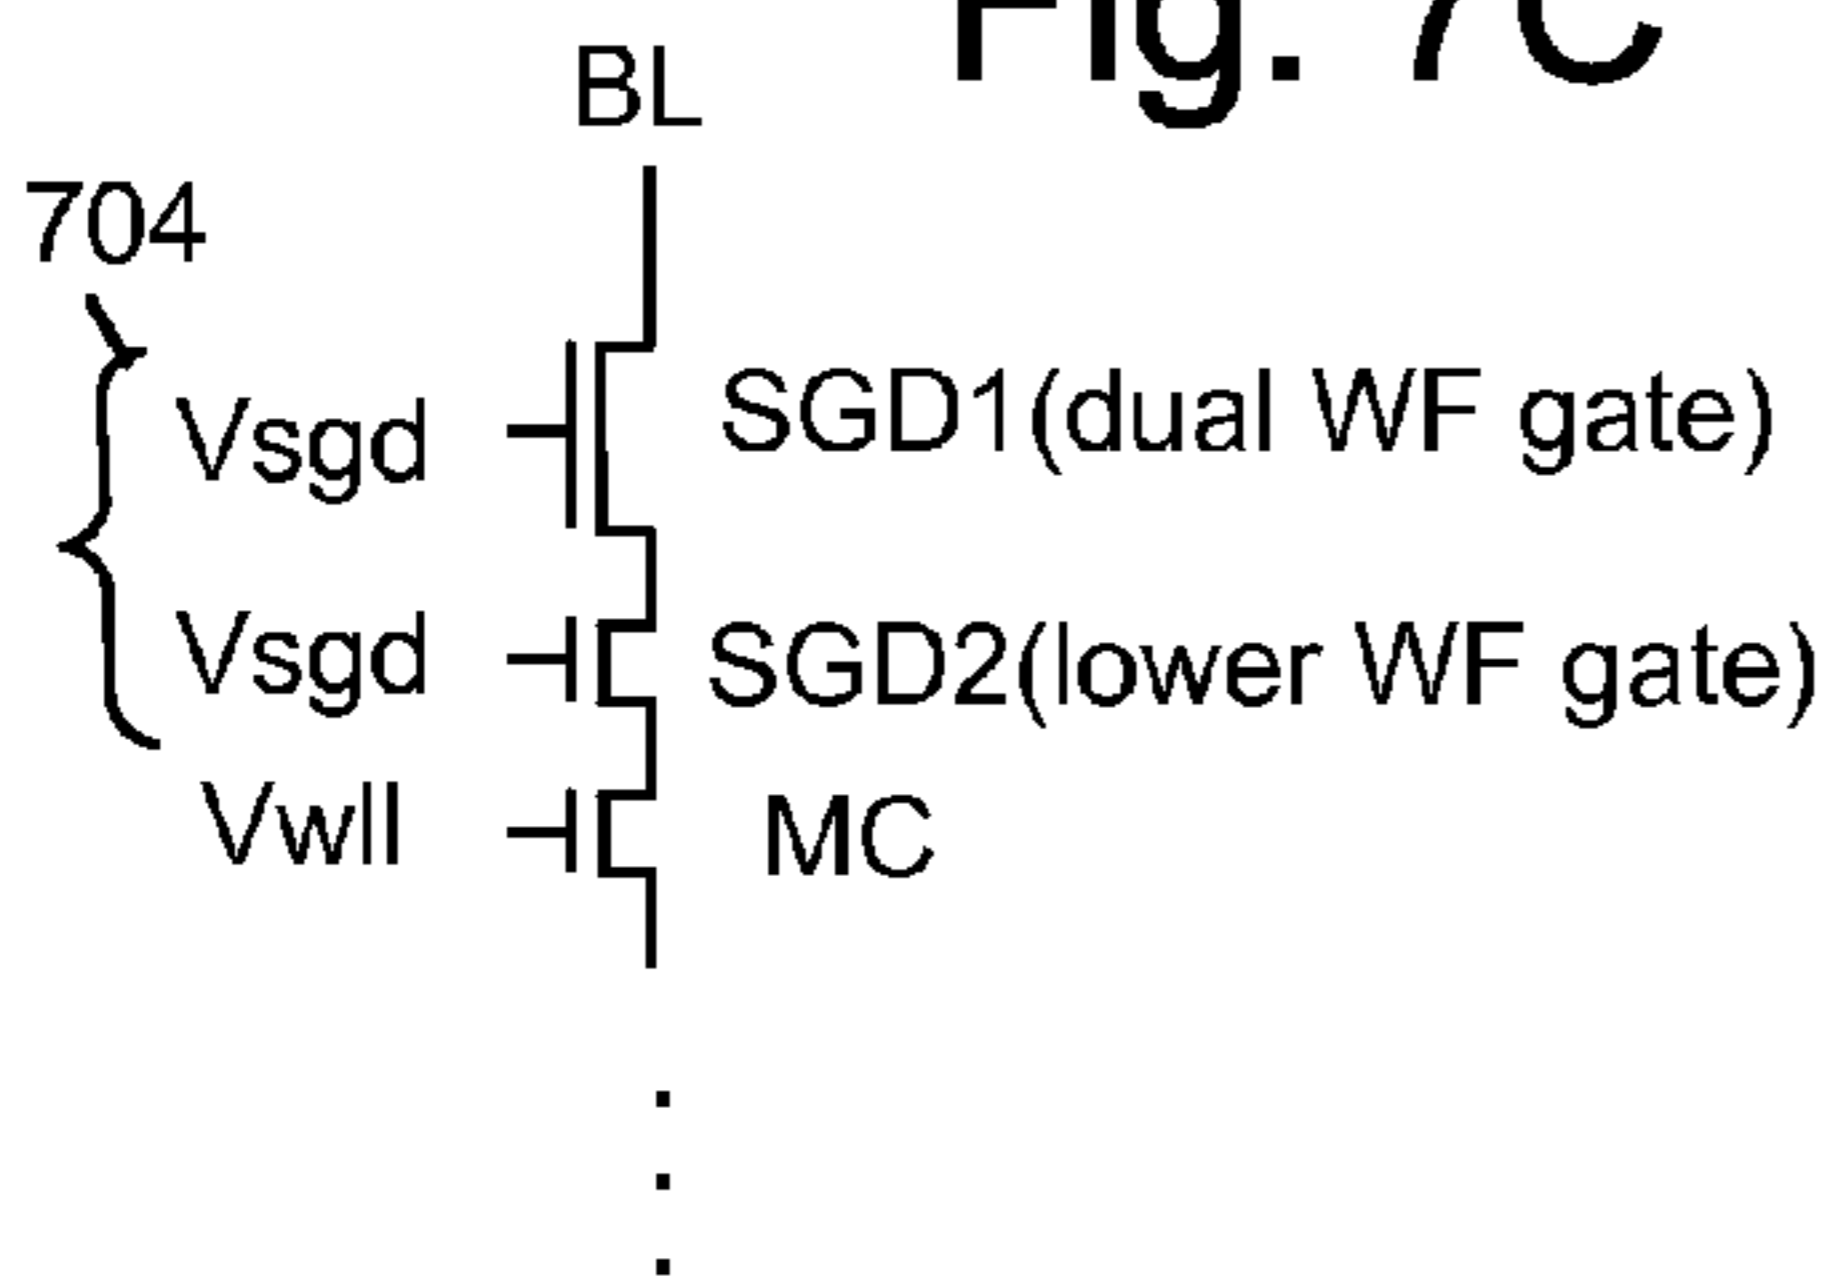 Fig. 7C
BL
704
Vsgd SGD1(dual WF gate)
Vsgd SGD2(lower WF gate)
Vwll MC